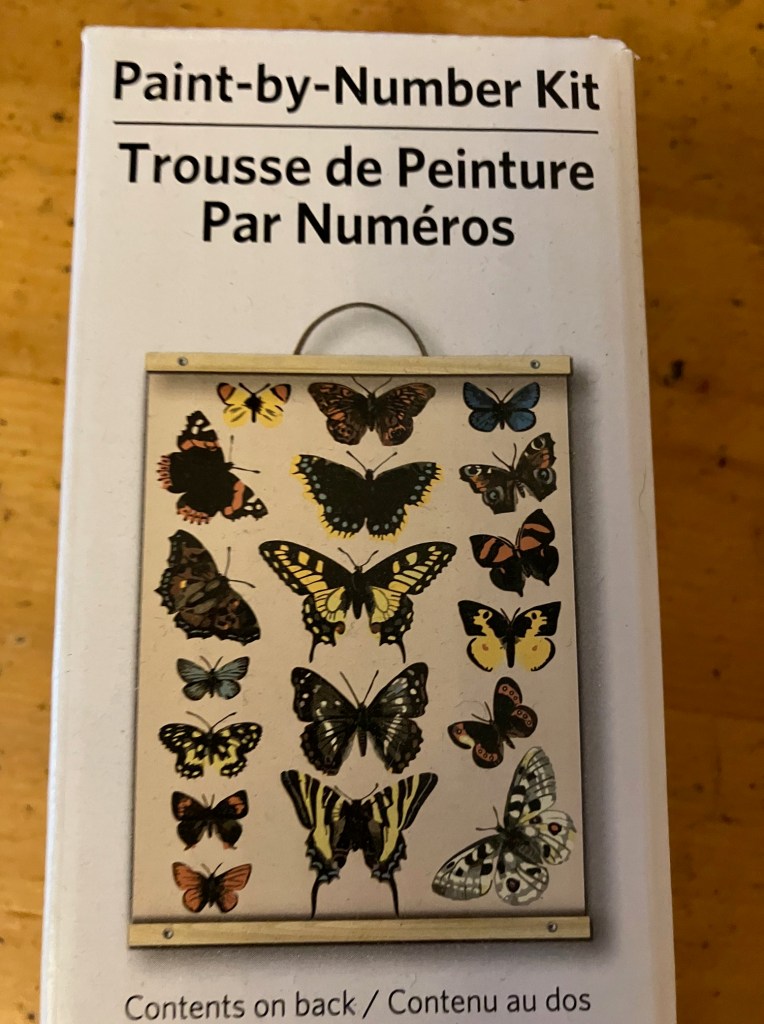 Paint-by-Number Kit
Trousse de Peinture
Par Numéros
Contents on back / Contenu au dos